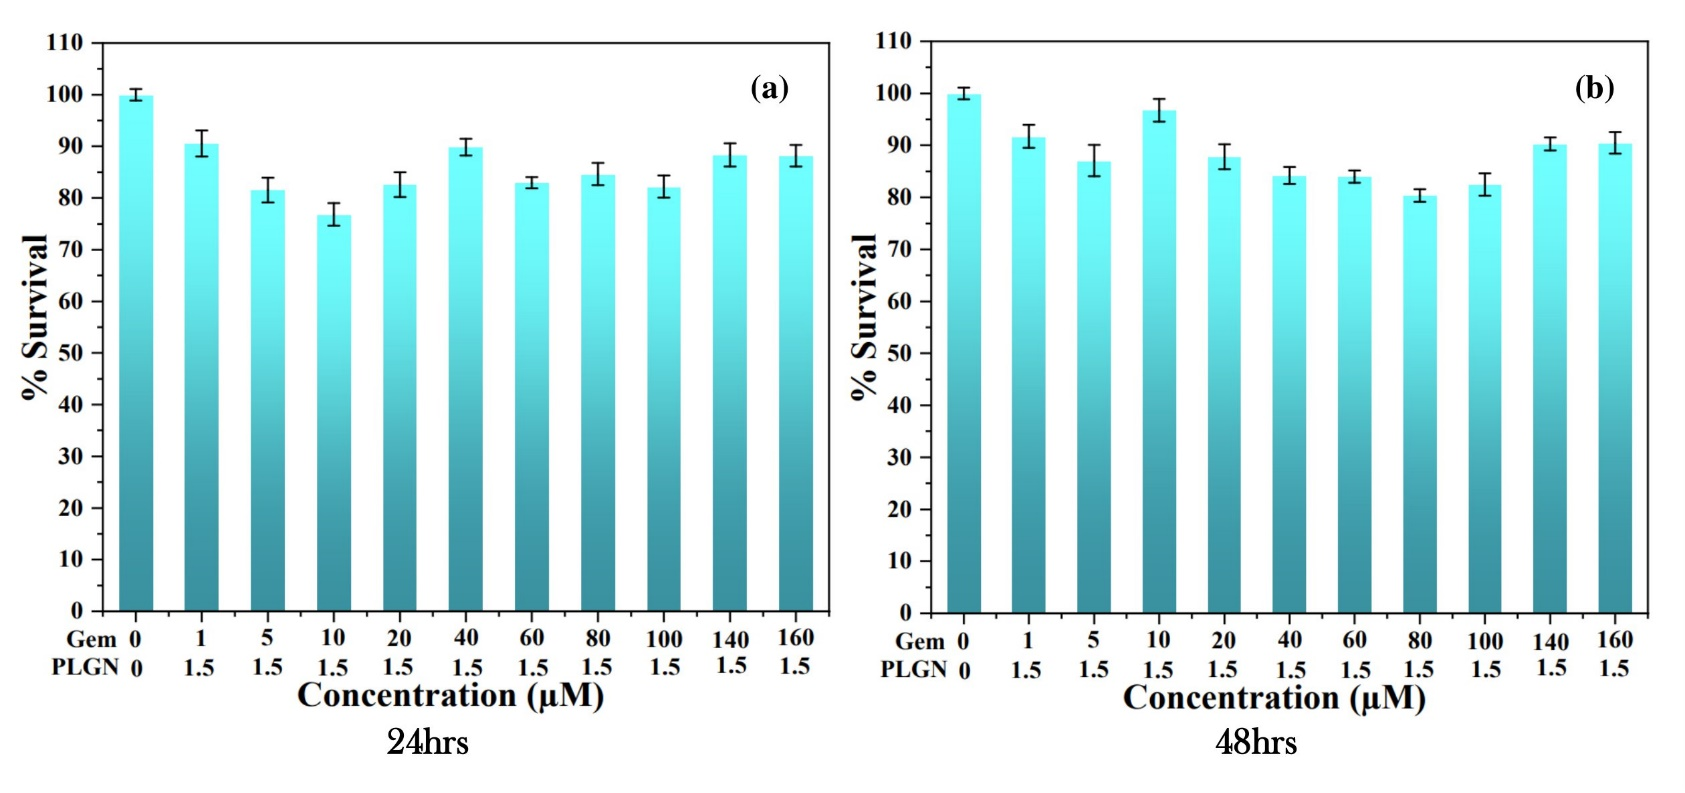 (a)
110
100
90
80
70
60
50
40
30
20
10
0
% Survival
Gem 0 1 5 10 20 40 60 80 100 140 160
PLGN 0 1.5 1.5 1.5 1.5 1.5 1.5 1.5 1.5 1.5 1.5
Concentration (μM)
24hrs
(b)
110
100
90
80
70
60
50
40
30
20
10
0
% Survival
Gem 0 1 5 10 20 40 60 80 100 140 160
PLGN 0 1.5 1.5 1.5 1.5 1.5 1.5 1.5 1.5 1.5 1.5
Concentration (μM)
48hrs